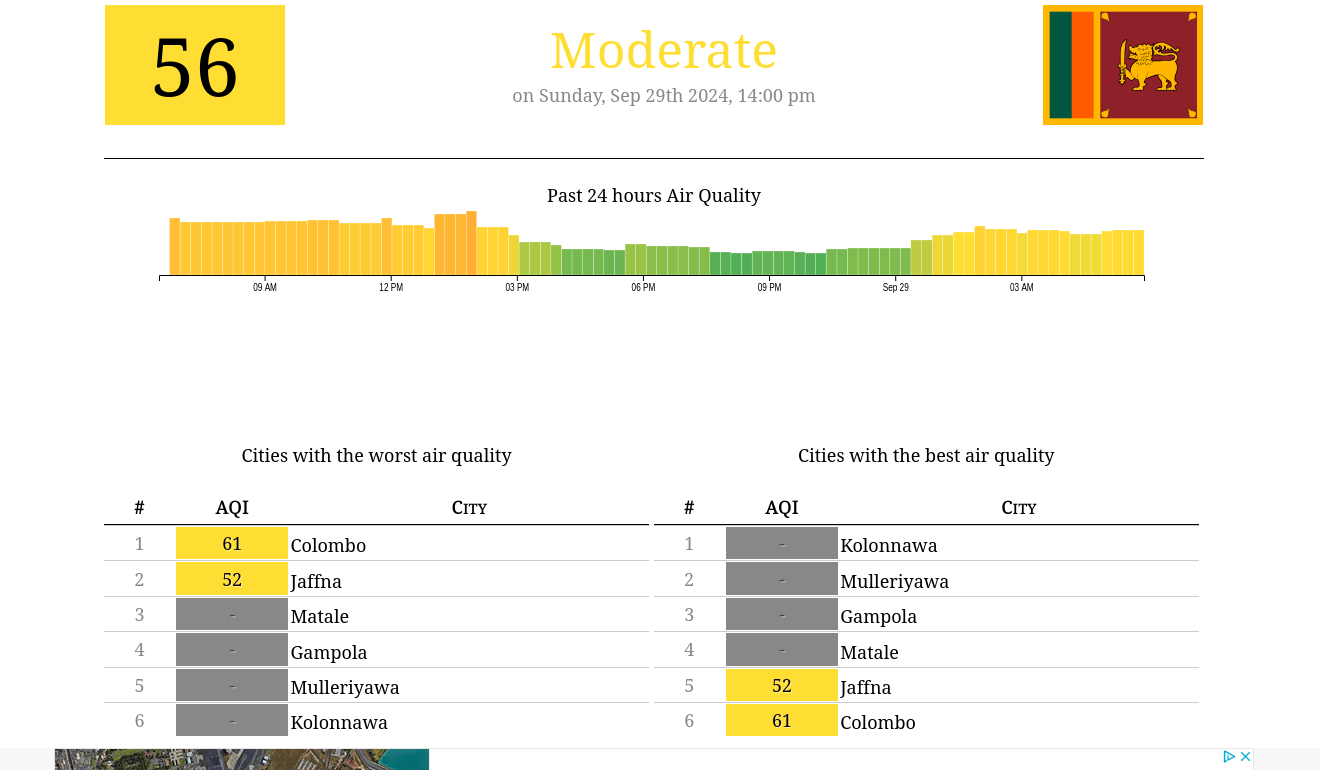 56
Moderate
on Sunday, Sep 29th 2024, 14:00 pm
Past 24 hours Air Quality
09 AM 12 PM 03 PM 06 PM 09 PM Sep 29 03 AM
Cities with the worst air quality
# AQI City
1 61 Colombo
2 52 Jaffna
3 - Matale
4 - Gampola
5 - Mulleriyawa
6 - Kolonnawa
Cities with the best air quality
# AQI City
1 - Kolonnawa
2 - Mulleriyawa
3 - Gampola
4 - Matale
5 52 Jaffna
6 61 Colombo